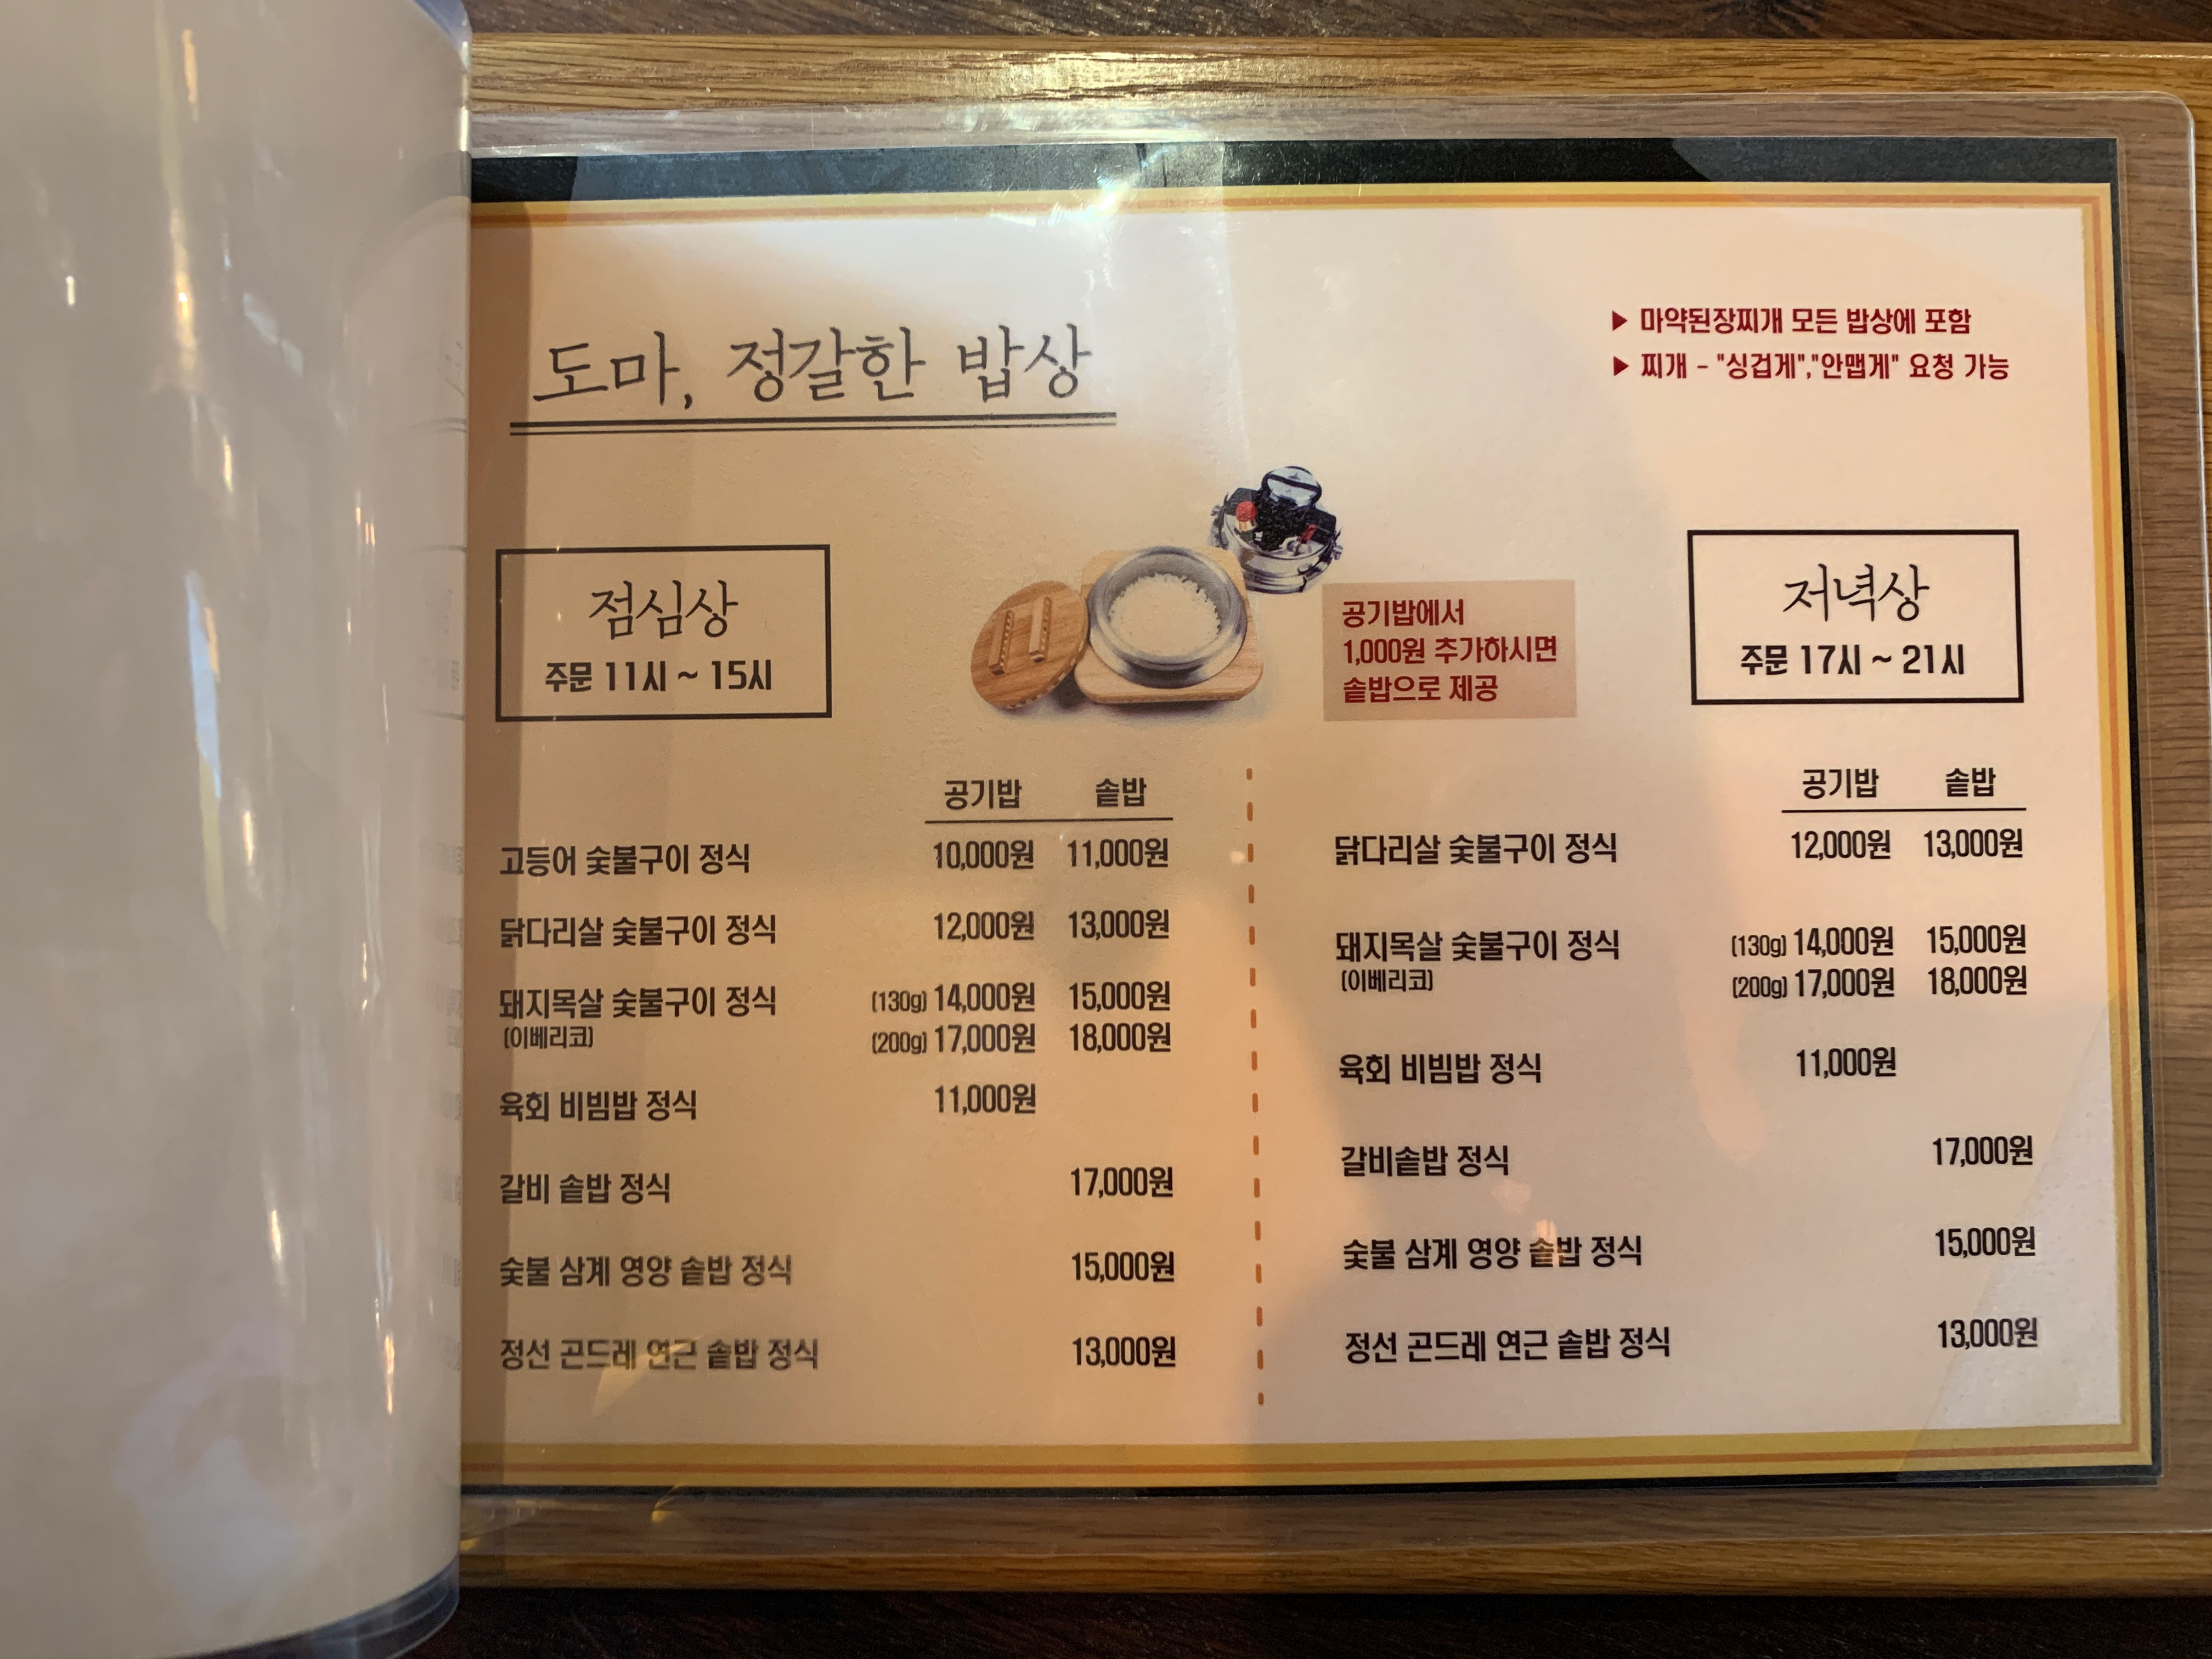 도마, 정갈한 밥상
▶ 마약된장찌개 모든 밥상에 포함
▶ 찌개 - "싱겁게","안맵게" 요청 가능
점심상
주문 11시 ~ 15시
공기밥에서
1,000원 추가하시면
솥밥으로 제공
공기밥 솥밥
고등어 숯불구이 정식 10,000원 11,000원
닭다리살 숯불구이 정식 12,000원 13,000원
돼지목살 숯불구이 정식 (130g) 14,000원 15,000원
(이베리코) (200g) 17,000원 18,000원
육회 비빔밥 정식 11,000원
갈비 솥밥 정식 17,000원
숯불 삼계 영양 솥밥 정식 15,000원
정선 곤드레 연근 솥밥 정식 13,000원
저녁상
주문 17시 ~ 21시
공기밥 솥밥
닭다리살 숯불구이 정식 12,000원 13,000원
돼지목살 숯불구이 정식 (130g) 14,000원 15,000원
(이베리코) (200g) 17,000원 18,000원
육회 비빔밥 정식 11,000원
갈비솥밥 정식 17,000원
숯불 삼계 영양 솥밥 정식 15,000원
정선 곤드레 연근 솥밥 정식 13,000원